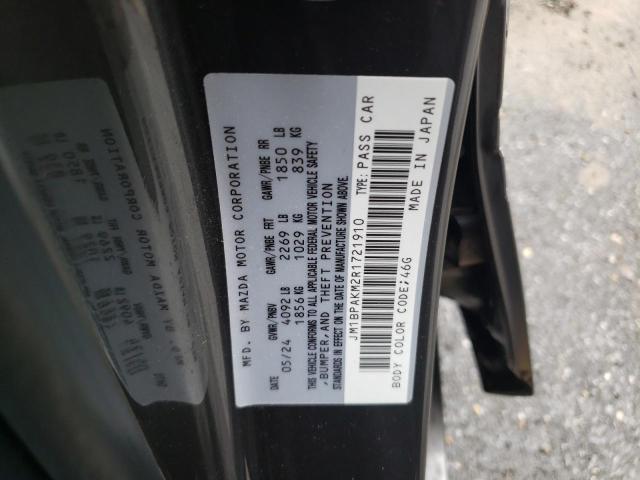 MFD. BY MAZDA MOTOR CORPORATION
GVWR/PNBV GAWR/PNBE FRT GAWR/PNBE RR
05/24 4092 LB 2269 LB 1850 LB
1856 KG 1029 KG 839 KG
THIS VEHICLE CONFORMS TO ALL APPLICABLE FEDERAL MOTOR VEHICLE SAFETY
,BUMPER,AND THEFT PREVENTION
STANDARDS IN EFFECT ON THE DATE OF MANUFACTURE SHOWN ABOVE.
JM1BPAKM2R1721910 TYPE: PASS CAR
BODY COLOR CODE;46G MADE IN JAPAN